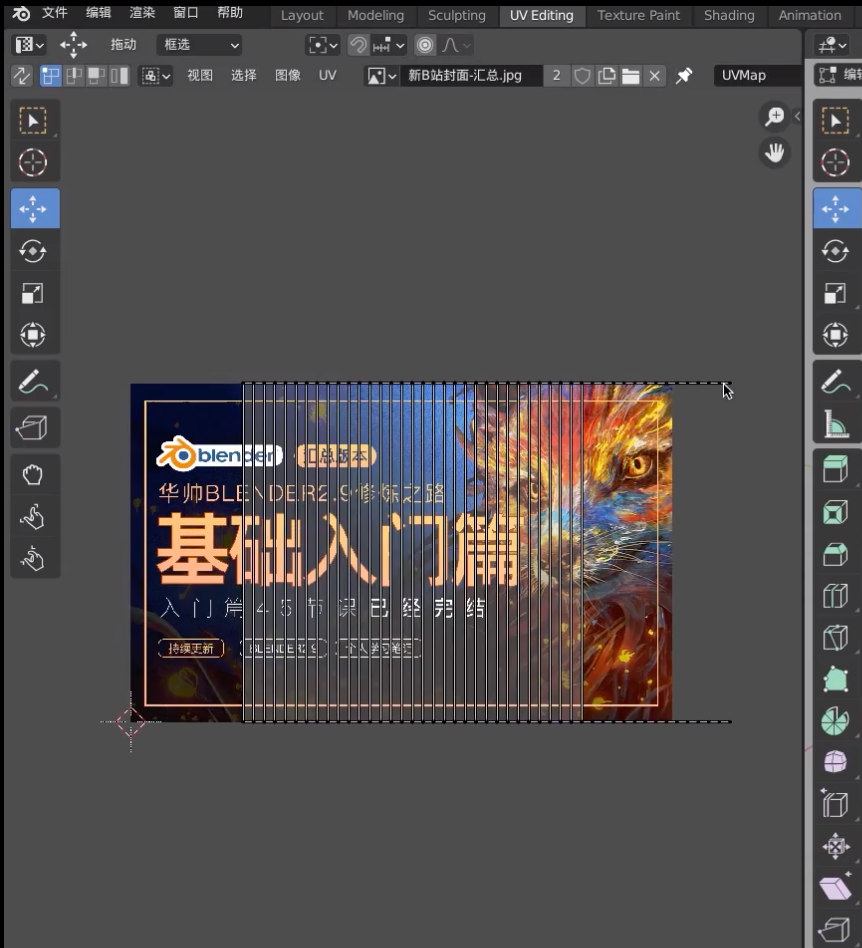 文件 编辑 渲染 窗口 帮助 Layout Modeling Sculpting UV Editing Texture Paint Shading Animation
拖动 框选
视图 选择 图像 UV 新B站封面-汇总.jpg 2 UVMap 编辑
blender 汇总版本
华帅BLENDER2.9修炼之路
基础入门篇
入门篇45节课已经完结
持续更新 BLENDER2.9 个人学习笔记